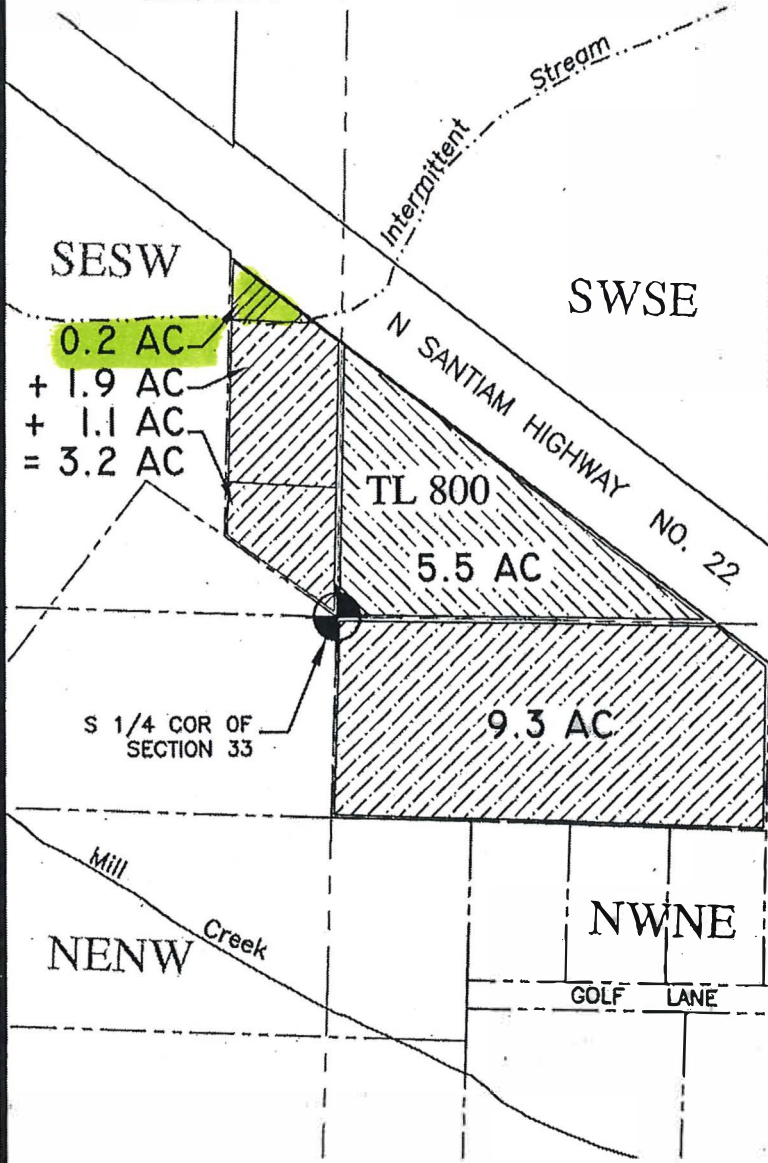 Stream
Intermittent
SESW
SWSE
0.2 AC
+ 1.9 AC
+ 1.1 AC
= 3.2 AC
N SANTIAM HIGHWAY NO. 22
TL 800
5.5 AC
S 1/4 COR OF
SECTION 33
9.3 AC
Mill Creek
NWNE
NENW
GOLF LANE